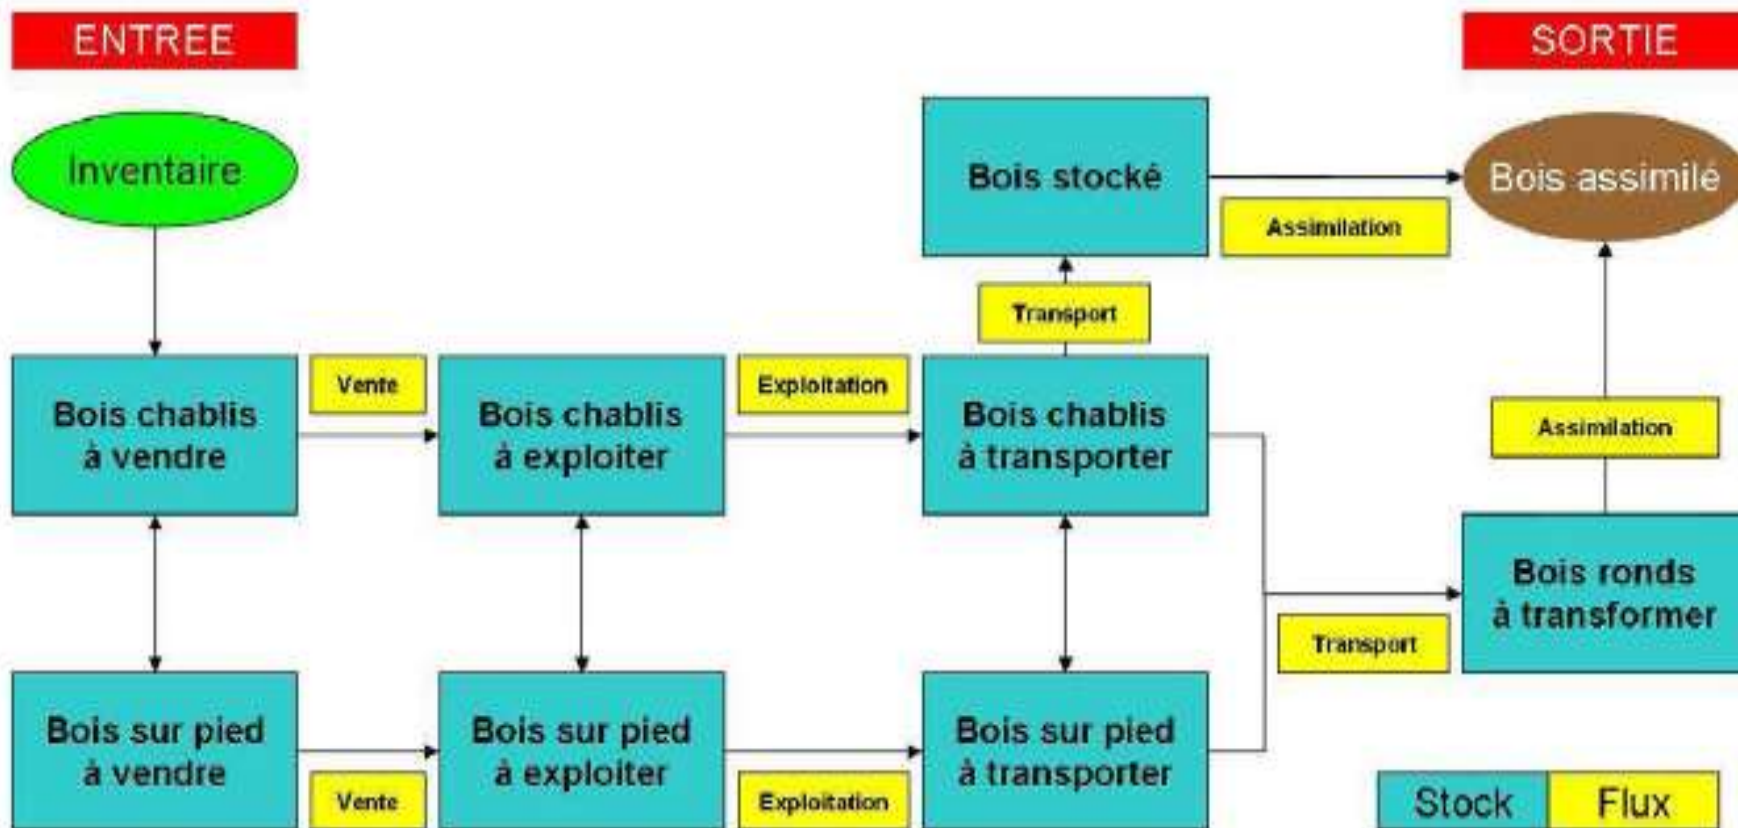 ENTREE
SORTIE
Inventaire
Bois stocké
Bois assimilé
Assimilation
Transport
Bois chablis
à vendre
Vente
Bois chablis
à exploiter
Exploitation
Bois chablis
à transporter
Assimilation
Bois ronds
à transformer
Transport
Bois sur pied
à vendre
Vente
Bois sur pied
à exploiter
Exploitation
Bois sur pied
à transporter
Stock
Flux